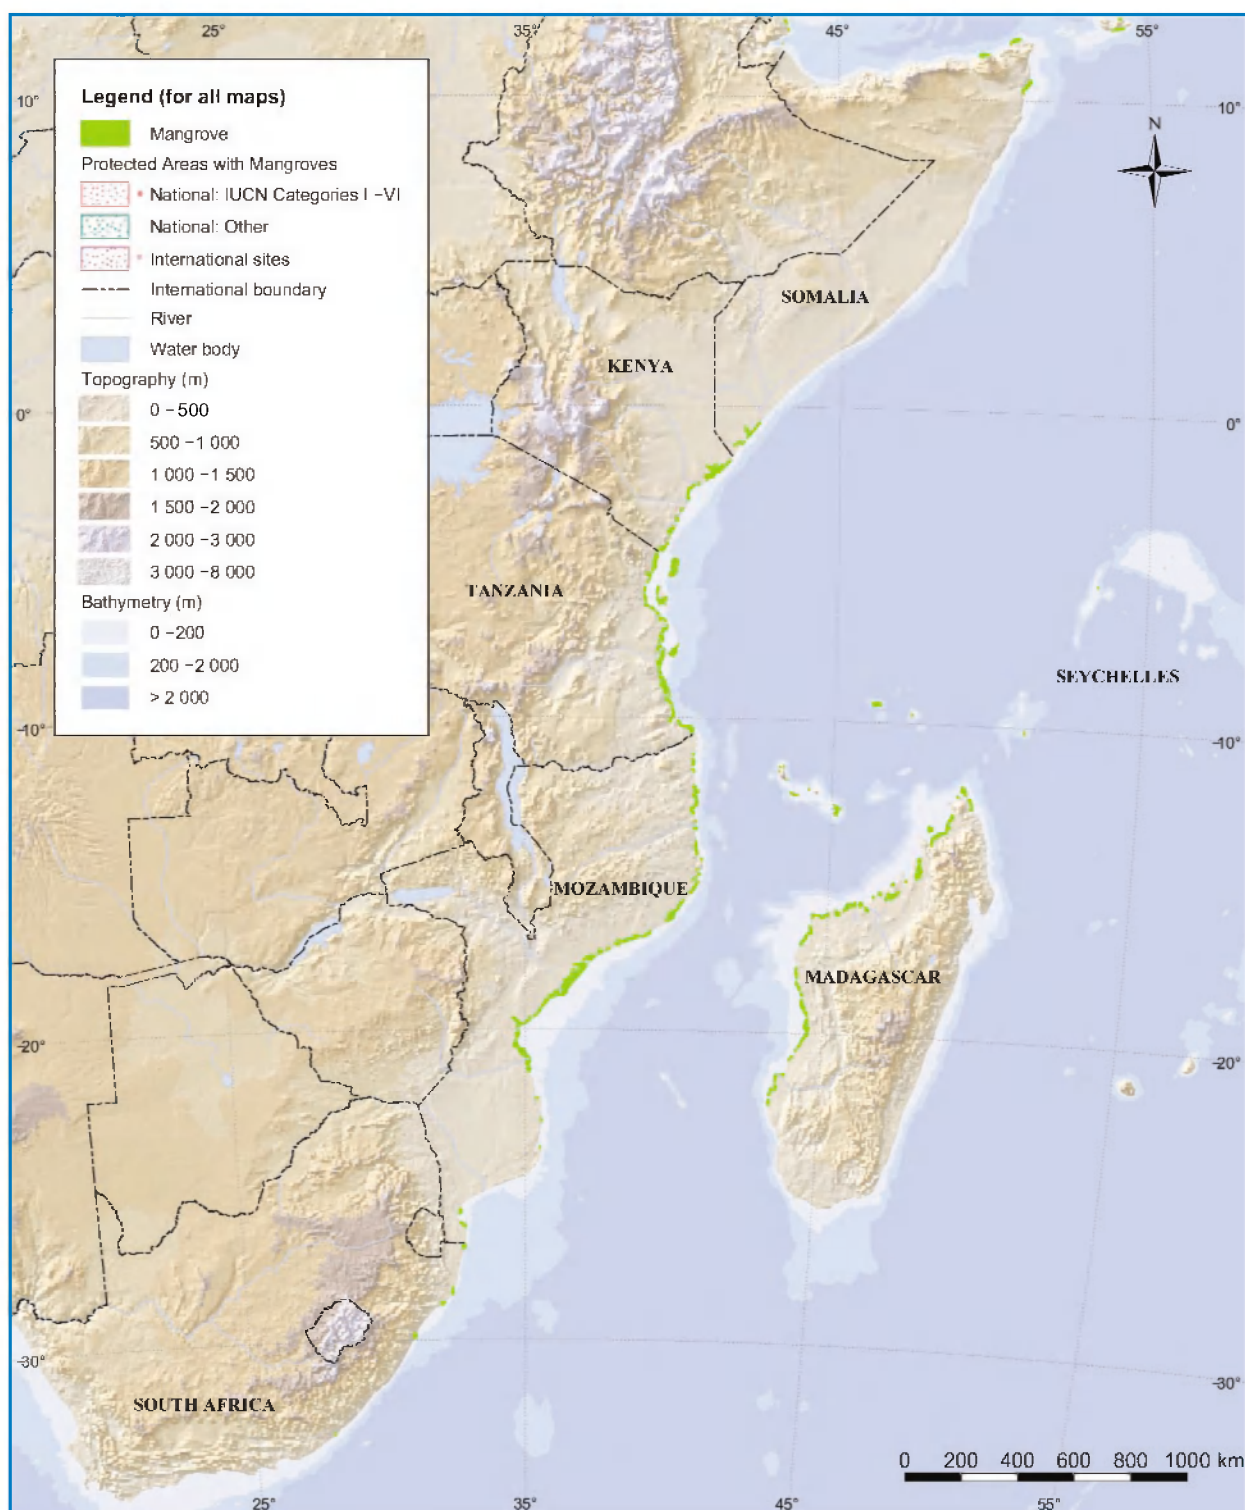 25°
35°
45°
55°
Legend (for all maps)
Mangrove
Protected Areas with Mangroves
National: IUCN Categories I –VI
National: Other
International sites
International boundary
River
Water body
Topography (m)
0 –500
500 –1 000
1 000 –1 500
1 500 –2 000
2 000 –3 000
3 000 –8 000
Bathymetry (m)
0 –200
200 –2 000
> 2 000
10°
10°
N
SOMALIA
KENYA
0°
0°
TANZANIA
SEYCHELLES
-10°
-10°
MOZAMBIQUE
MADAGASCAR
-20°
-20°
-30°
-30°
SOUTH AFRICA
0 200 400 600 800 1000 km
25°
35°
45°
55°